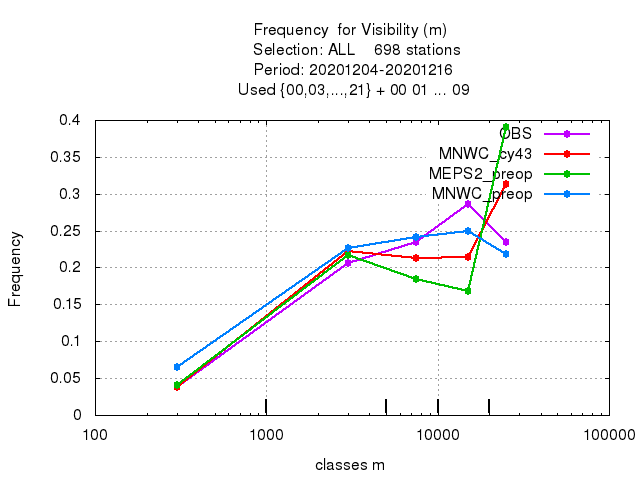 Frequency  for Visibility (m)
Selection: ALL    698 stations
Period: 20201204-20201216
Used {00,03,...,21} + 00 01 ... 09
0.4
0.35
0.3
0.25
0.2
0.15
0.1
0.05
0
Frequency
OBS
MNWC_cy43
MEPS2_preop
MNWC_preop
100
1000
10000
100000
classes m